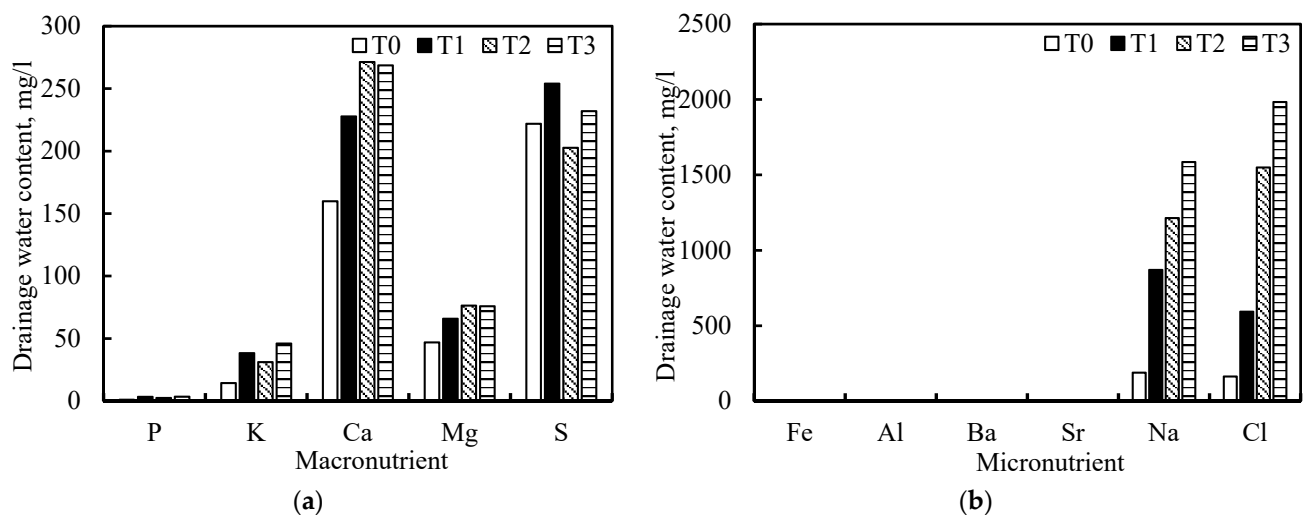 300
250
200
150
100
50
0
Drainage water content, mg/l
T0 T1 T2 T3
P K Ca Mg S
Macronutrient
(a)
2500
2000
1500
1000
500
0
Drainage water content, mg/l
T0 T1 T2 T3
Fe Al Ba Sr Na Cl
Micronutrient
(b)